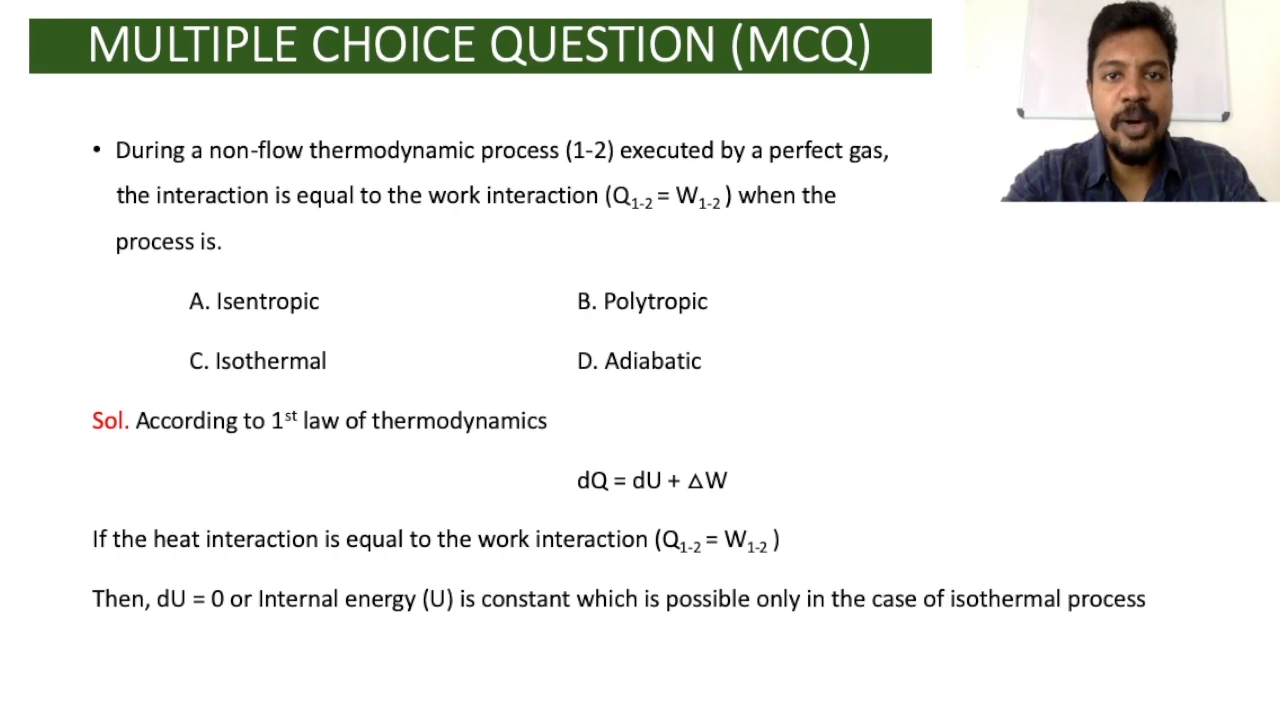 MULTIPLE CHOICE QUESTION (MCQ)
• During a non-flow thermodynamic process (1-2) executed by a perfect gas,
the interaction is equal to the work interaction (Q1-2 = W1-2 ) when the
process is.
A. Isentropic B. Polytropic
C. Isothermal D. Adiabatic
Sol. According to 1st law of thermodynamics
dQ = dU + △W
If the heat interaction is equal to the work interaction (Q1-2 = W1-2 )
Then, dU = 0 or Internal energy (U) is constant which is possible only in the case of isothermal process